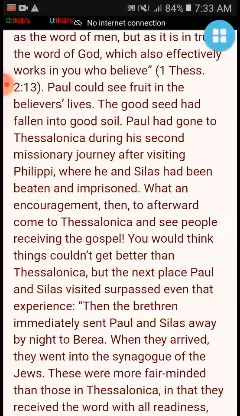 0:0KB/s
0:0KB/s
84% 7:33 AM
No internet connection
as the word of men, but as it is in tru
the word of God, which also effectively
works in you who believe” (1 Thess.
2:13). Paul could see fruit in the
believers’ lives. The good seed had
fallen into good soil. Paul had gone to
Thessalonica during his second
missionary journey after visiting
Philippi, where he and Silas had been
beaten and imprisoned. What an
encouragement, then, to afterward
come to Thessalonica and see people
receiving the gospel! You would think
things couldn’t get better than
Thessalonica, but the next place Paul
and Silas visited surpassed even that
experience: “Then the brethren
immediately sent Paul and Silas away
by night to Berea. When they arrived,
they went into the synagogue of the
Jews. These were more fair-minded
than those in Thessalonica, in that they
received the word with all readiness,